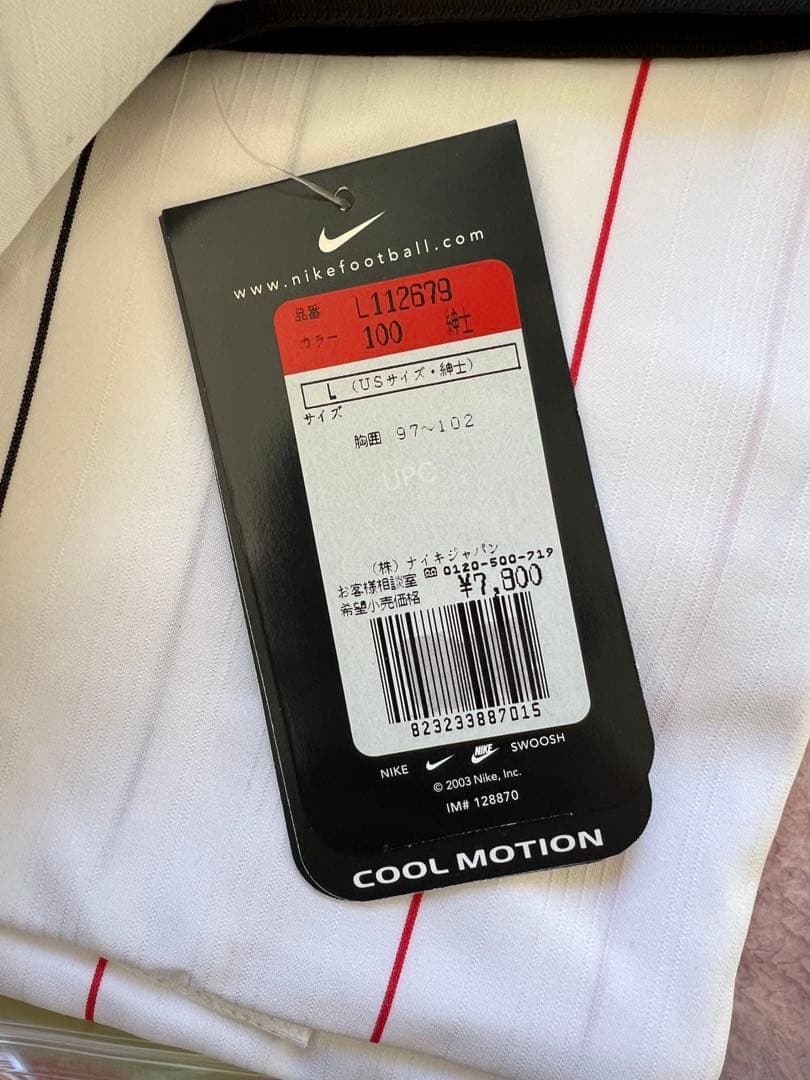 www.nikefootball.com
品番 L112679
カラー 100 紳士
L (USサイズ・紳士)
サイズ
胸囲 97～102
UPC
(株) ナイキジャパン
お客様相談室 0120-500-719
希望小売価格 ¥7,800
823233887015
NIKE NIKE SWOOSH
© 2003 Nike, Inc.
IM# 128870
COOL MOTION